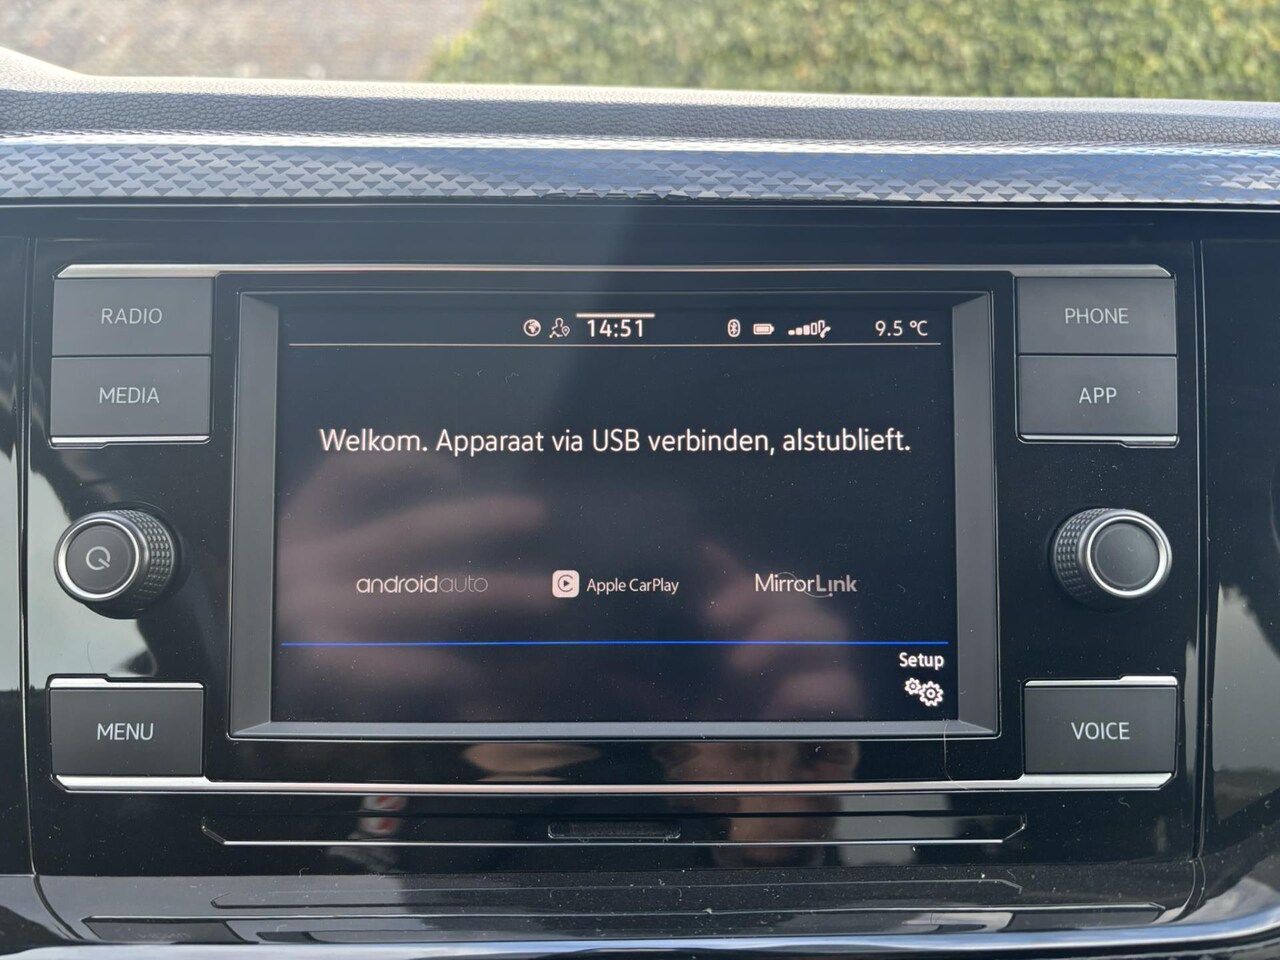 RADIO
MEDIA
MENU
14:51
9.5 °C
Welkom. Apparaat via USB verbinden, alstublieft.
androidauto
Apple CarPlay
MirrorLink
Setup
PHONE
APP
VOICE